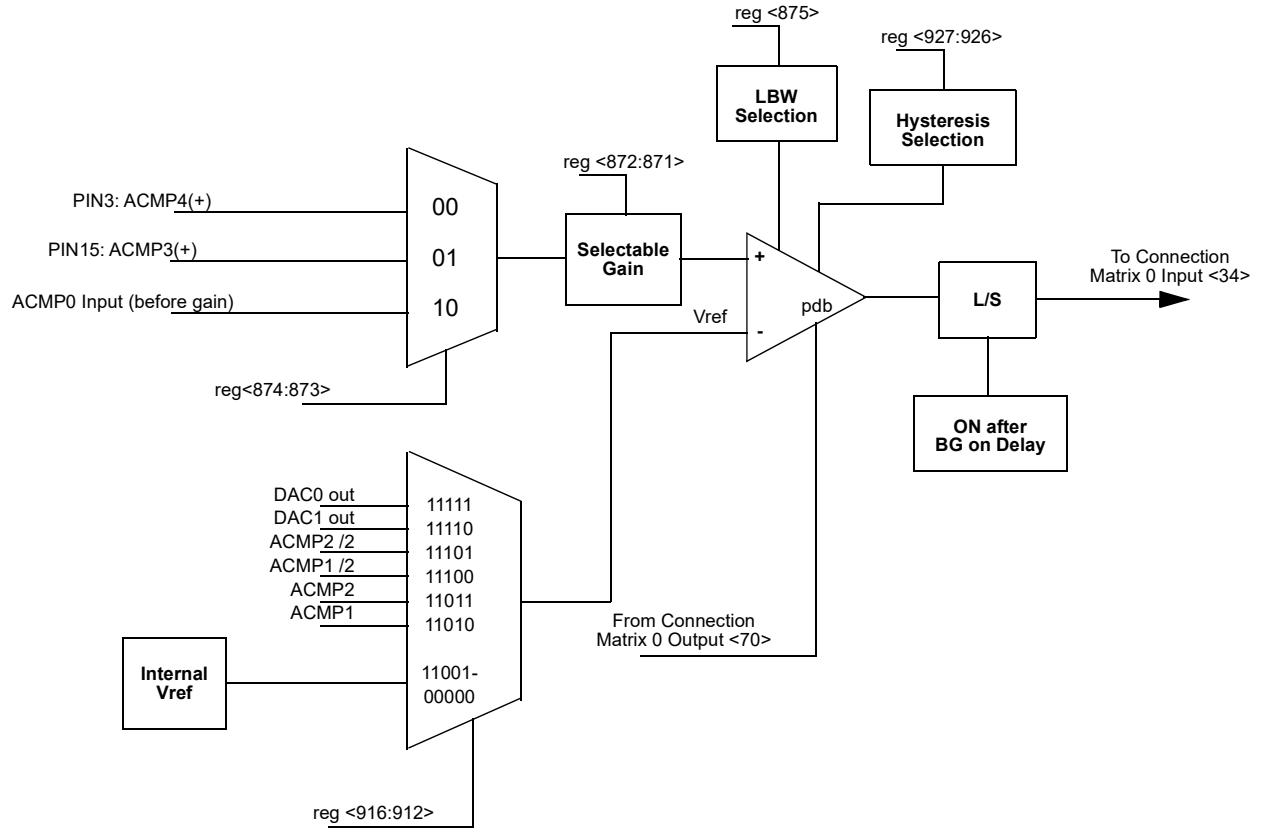 reg <875>
reg <927:926>
LBW
Selection
Hysteresis
Selection
reg <872:871>
PIN3: ACMP4(+)
00
PIN15: ACMP3(+)
01
ACMP0 Input (before gain)
10
Selectable
Gain
+
To Connection
Matrix 0 Input <34>
L/S
pdb
Vref
-
reg<874:873>
ON after
BG on Delay
DAC0 out
11111
DAC1 out
11110
ACMP2 /2
11101
ACMP1 /2
11100
ACMP2
11011
ACMP1
11010
From Connection
Matrix 0 Output <70>
Internal
Vref
11001-
00000
reg <916:912>